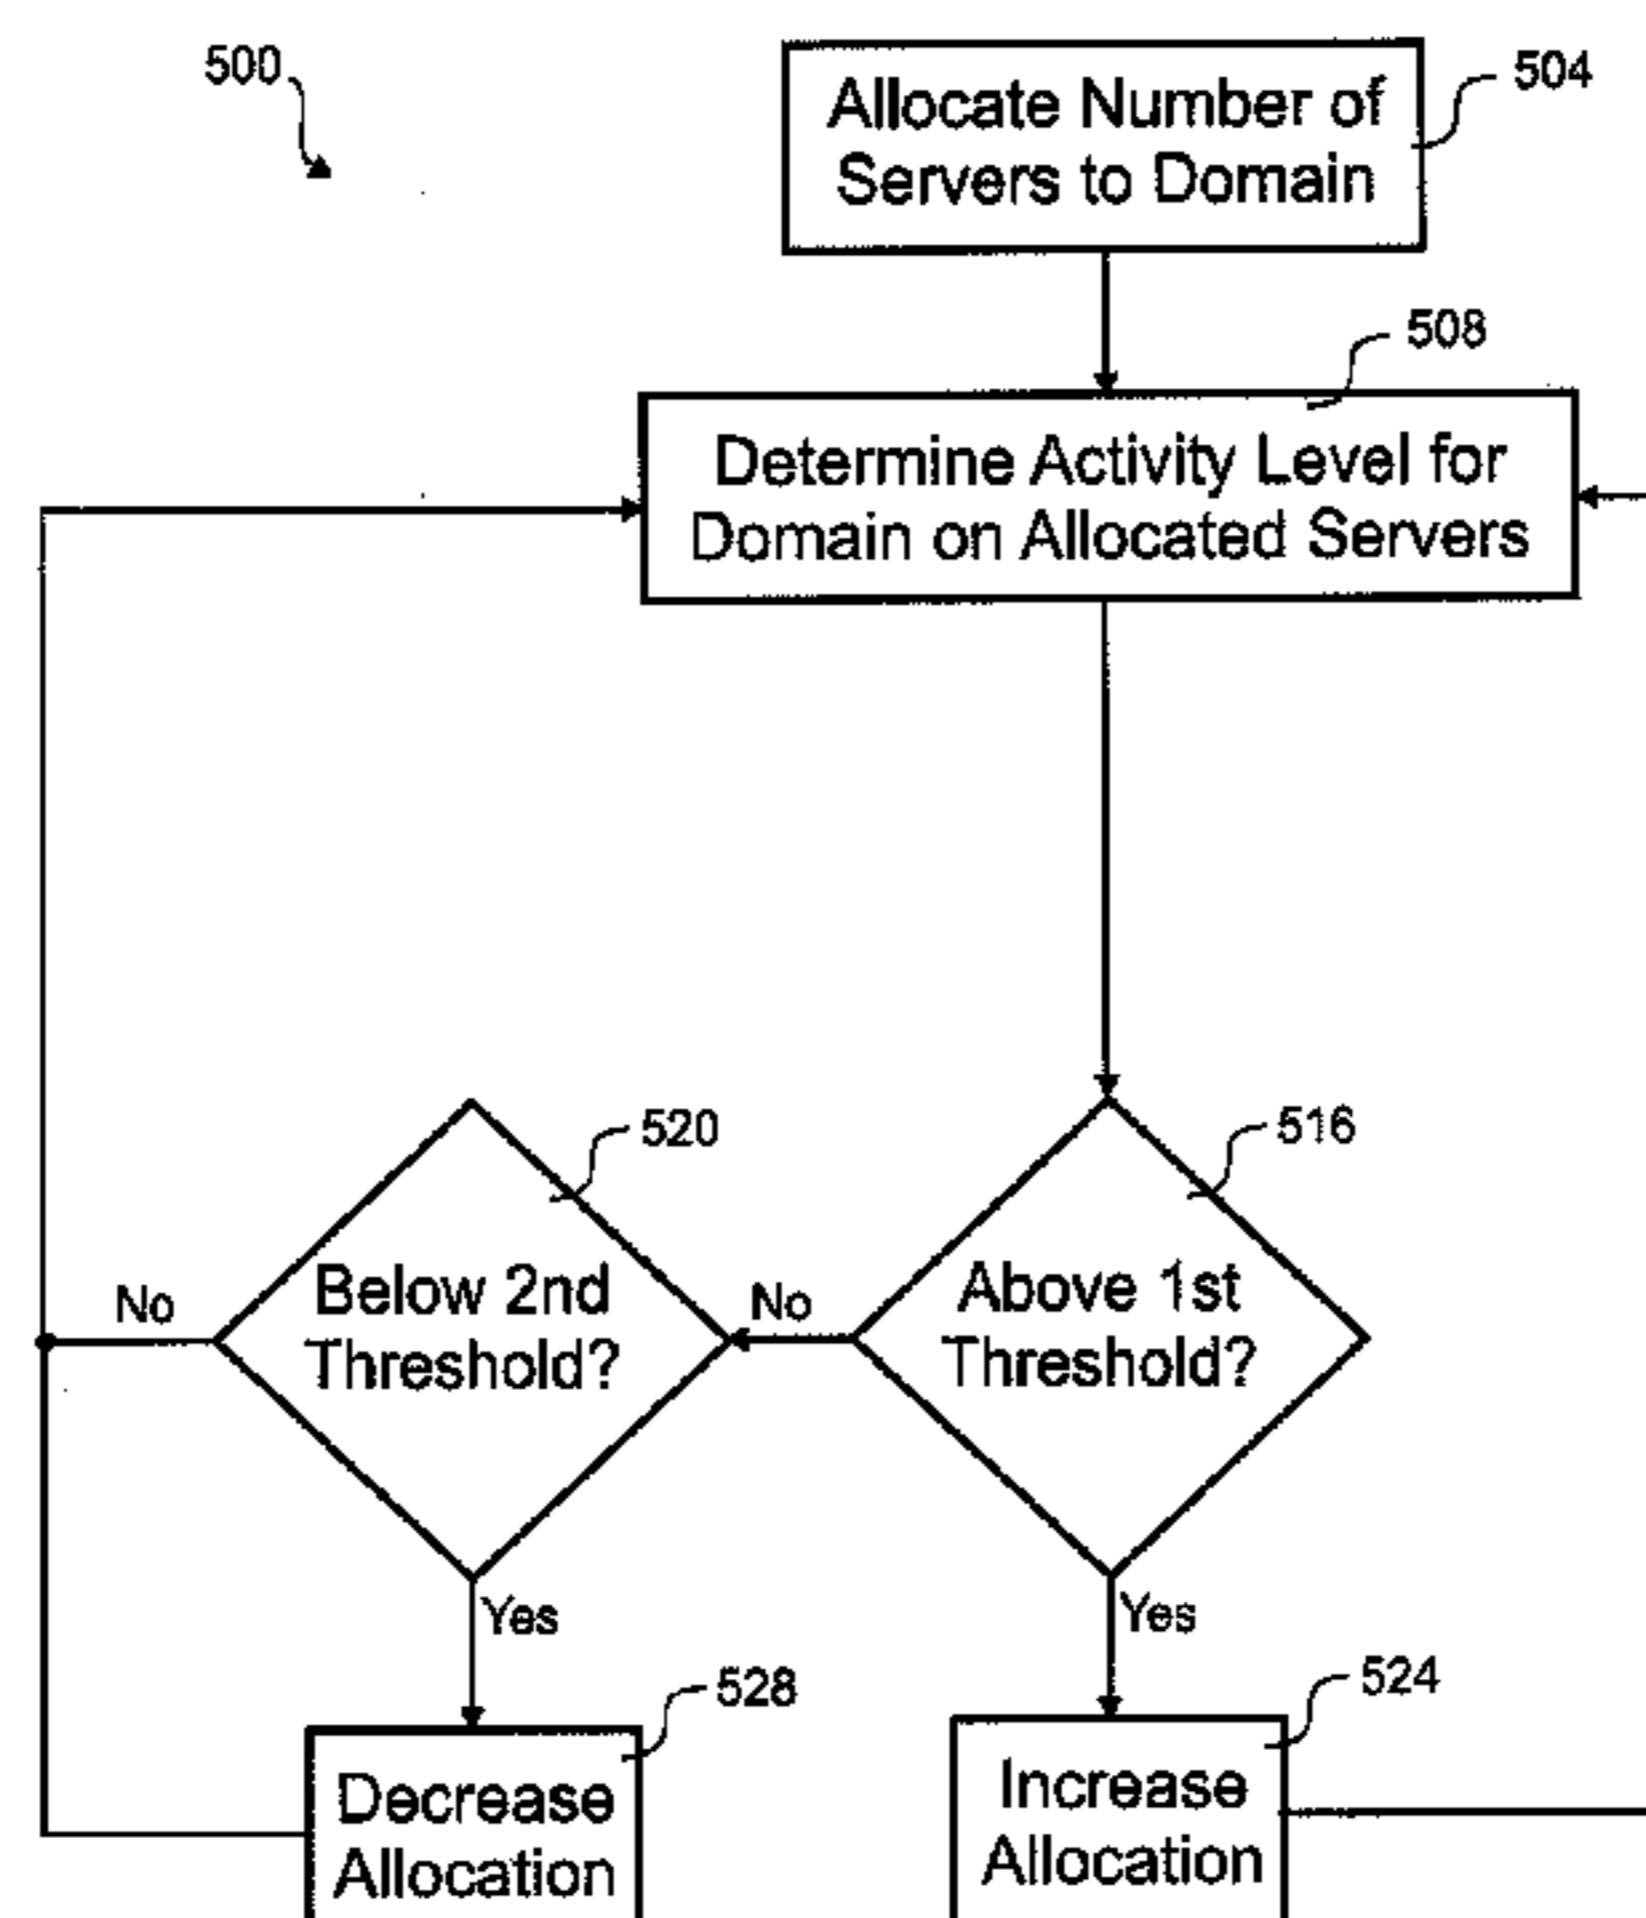 500
Allocate Number of
Servers to Domain
504
508
Determine Activity Level for
Domain on Allocated Servers
520
516
Below 2nd
Threshold?
No
No
Above 1st
Threshold?
Yes
Yes
528
524
Decrease
Allocation
Increase
Allocation